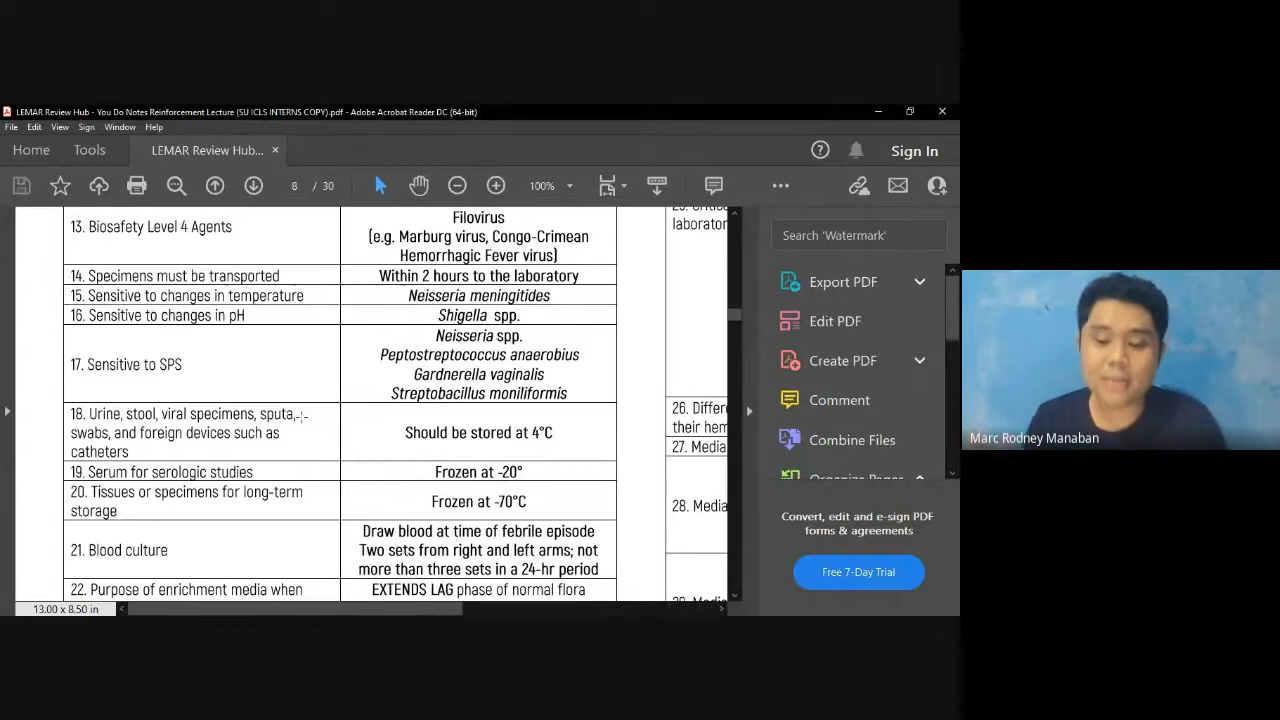 LEMAR Review Hub - You Do Notes Reinforcement Lecture (SU ICLS INTERNS COPY).pdf - Adobe Acrobat Reader DC (64-bit)
File Edit View Sign Window Help
Home Tools LEMAR Review Hub... × Sign In
8 / 30 100%
13. Biosafety Level 4 Agents
Filovirus
(e.g. Marburg virus, Congo-Crimean
Hemorrhagic Fever virus)
14. Specimens must be transported
Within 2 hours to the laboratory
15. Sensitive to changes in temperature
Neisseria meningitides
16. Sensitive to changes in pH
Shigella spp.
17. Sensitive to SPS
Neisseria spp.
Peptostreptococcus anaerobius
Gardnerella vaginalis
Streptobacillus moniliformis
18. Urine, stool, viral specimens, sputa,
swabs, and foreign devices such as
catheters
Should be stored at 4°C
19. Serum for serologic studies
Frozen at -20°
20. Tissues or specimens for long-term
storage
Frozen at -70°C
21. Blood culture
Draw blood at time of febrile episode
Two sets from right and left arms; not
more than three sets in a 24-hr period
22. Purpose of enrichment media when
EXTENDS LAG phase of normal flora
laborator
26. Differe
their hem
27. Media
28. Media
Search 'Watermark'
Export PDF
Edit PDF
Create PDF
Comment
Combine Files
Organize Pages
Convert, edit and e-sign PDF
forms & agreements
Free 7-Day Trial
13.00 x 8.50 in
Marc Rodney Manaban